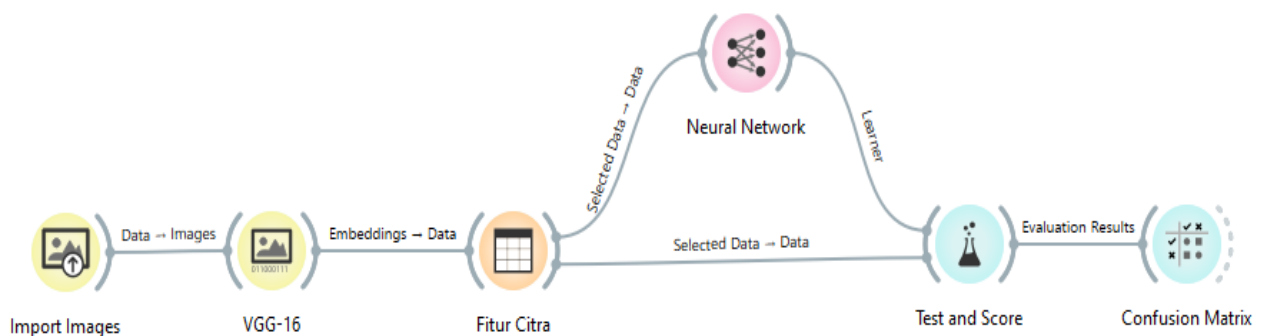 Selected Data → Data
Neural Network
Learner
Data → Images
Embeddings → Data
Selected Data → Data
Evaluation Results
011000111
Import Images
VGG-16
Fitur Citra
Test and Score
Confusion Matrix